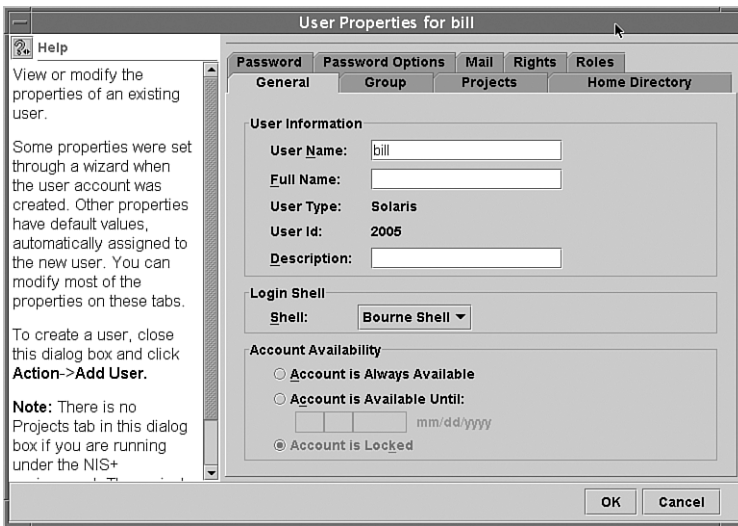 User Properties for bill
Help
View or modify the
properties of an existing
user.
Some properties were set
through a wizard when
the user account was
created. Other properties
have default values,
automatically assigned to
the new user. You can
modify most of the
properties on these tabs.
To create a user, close
this dialog box and click
Action->Add User.
Note: There is no
Projects tab in this dialog
box if you are running
under the NIS+
Password Password Options Mail Rights Roles
General Group Projects Home Directory
User Information
User Name: bill
Full Name:
User Type: Solaris
User Id: 2005
Description:
Login Shell
Shell: Bourne Shell
Account Availability
Account is Always Available
Account is Available Until:
mm/dd/yyyy
Account is Locked
OK Cancel